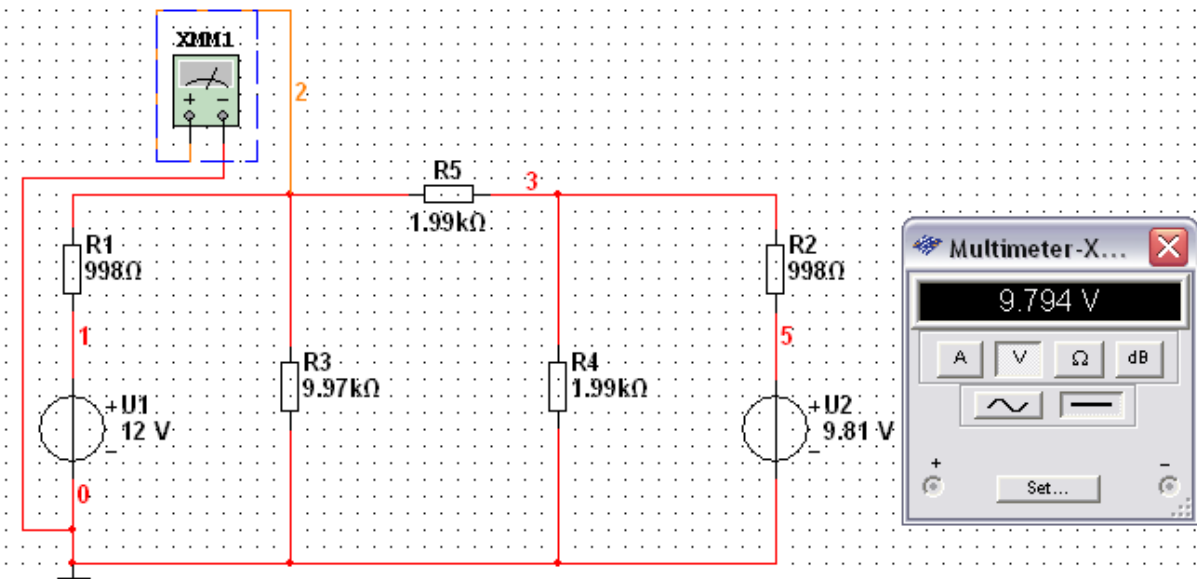 XMM1
+ −
2
R5
3
1.99kΩ
R1
998Ω
R2
998Ω
Multimeter-X...
9.794 V
1
5
A V Ω dB
R3
9.97kΩ
R4
1.99kΩ
+ U1
12 V
−
+ U2
9.81 V
−
+ −
Set...
0